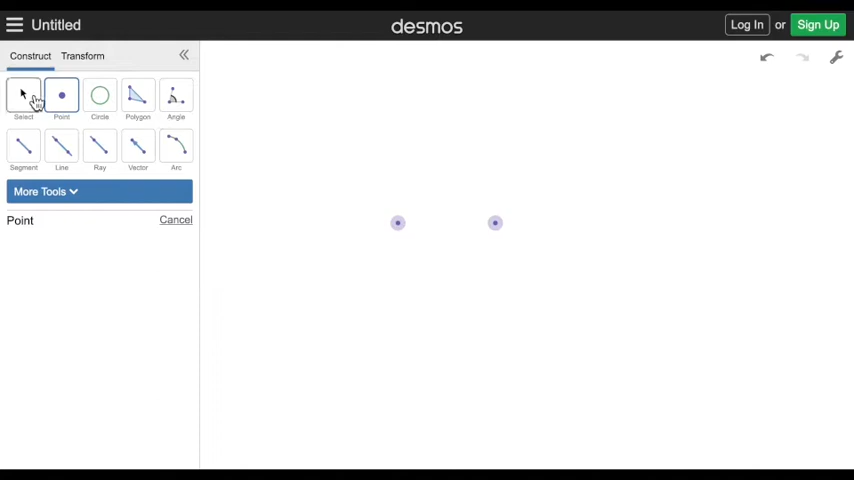 Untitled
desmos
Log In or Sign Up
Construct Transform
Select Point Circle Polygon Angle
Segment Line Ray Vector Arc
More Tools
Point Cancel